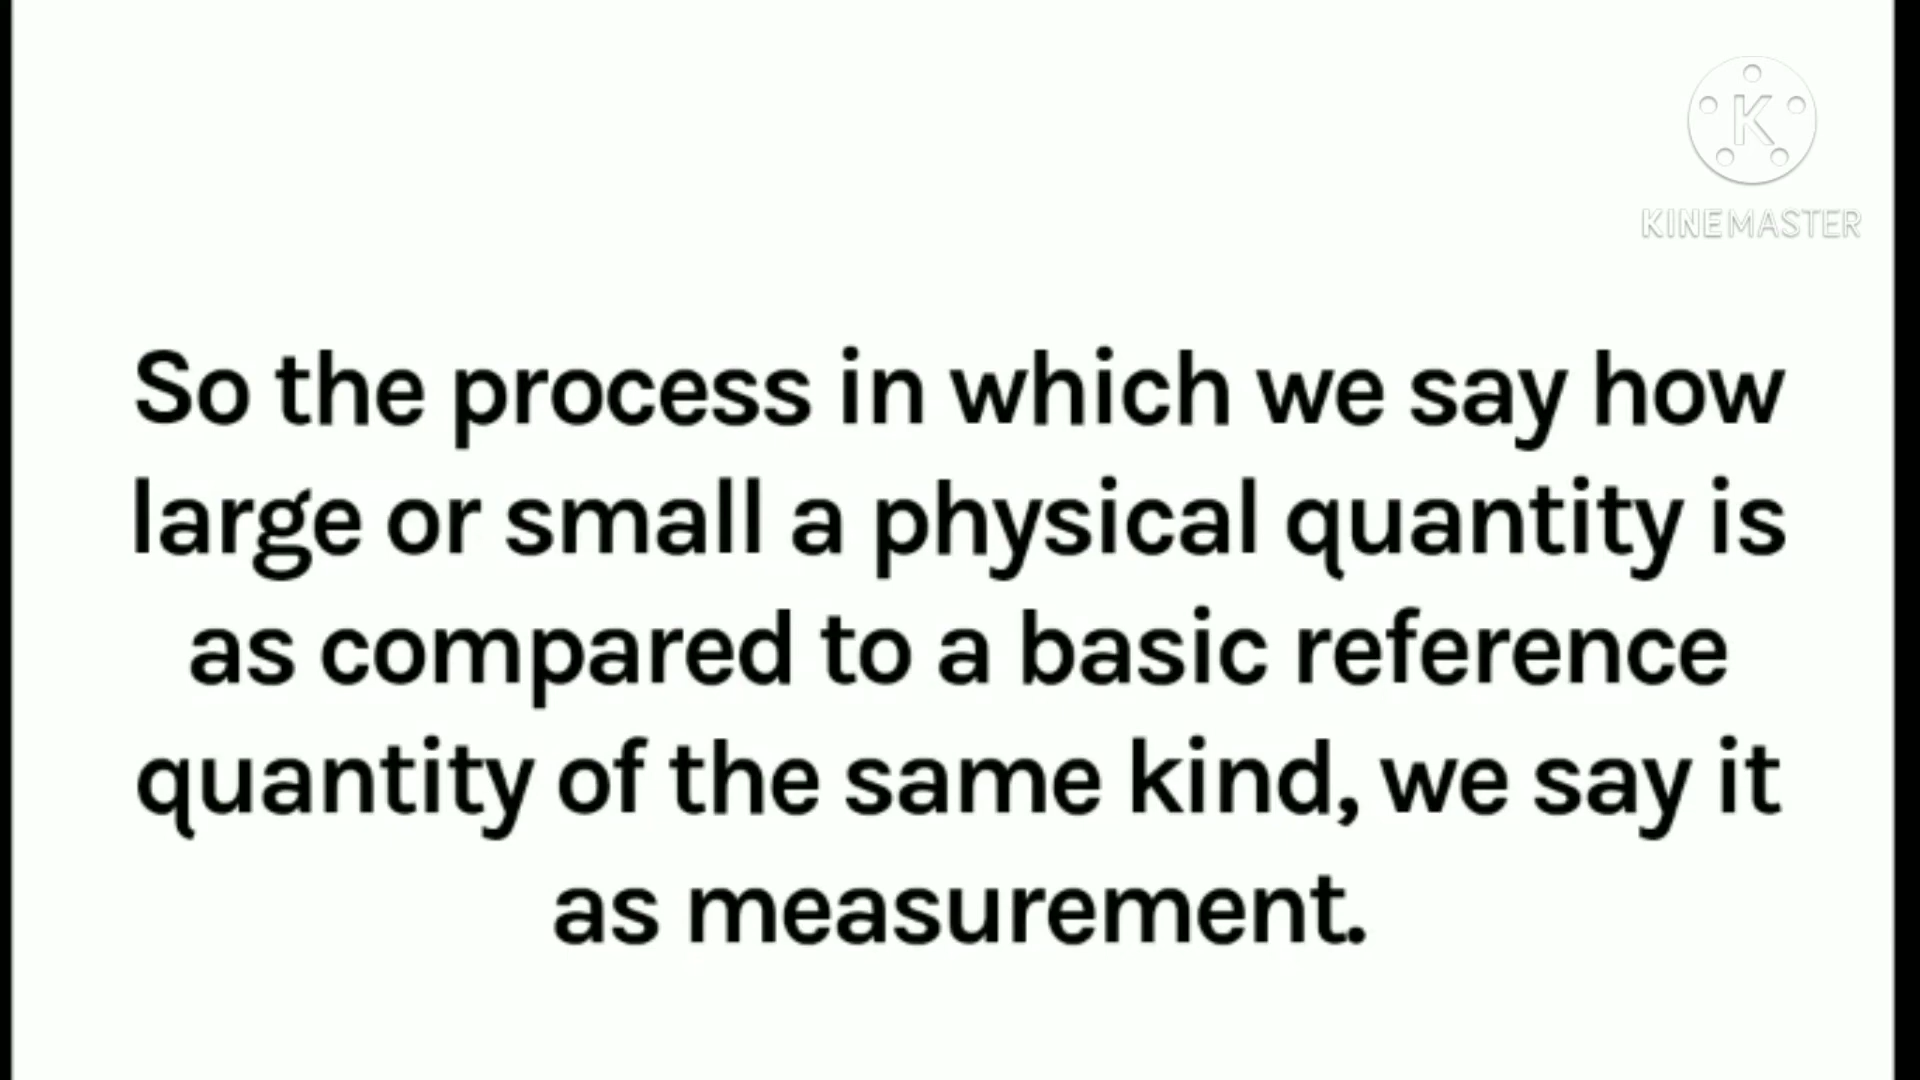 K
KINEMASTER
So the process in which we say how
large or small a physical quantity is
as compared to a basic reference
quantity of the same kind, we say it
as measurement.